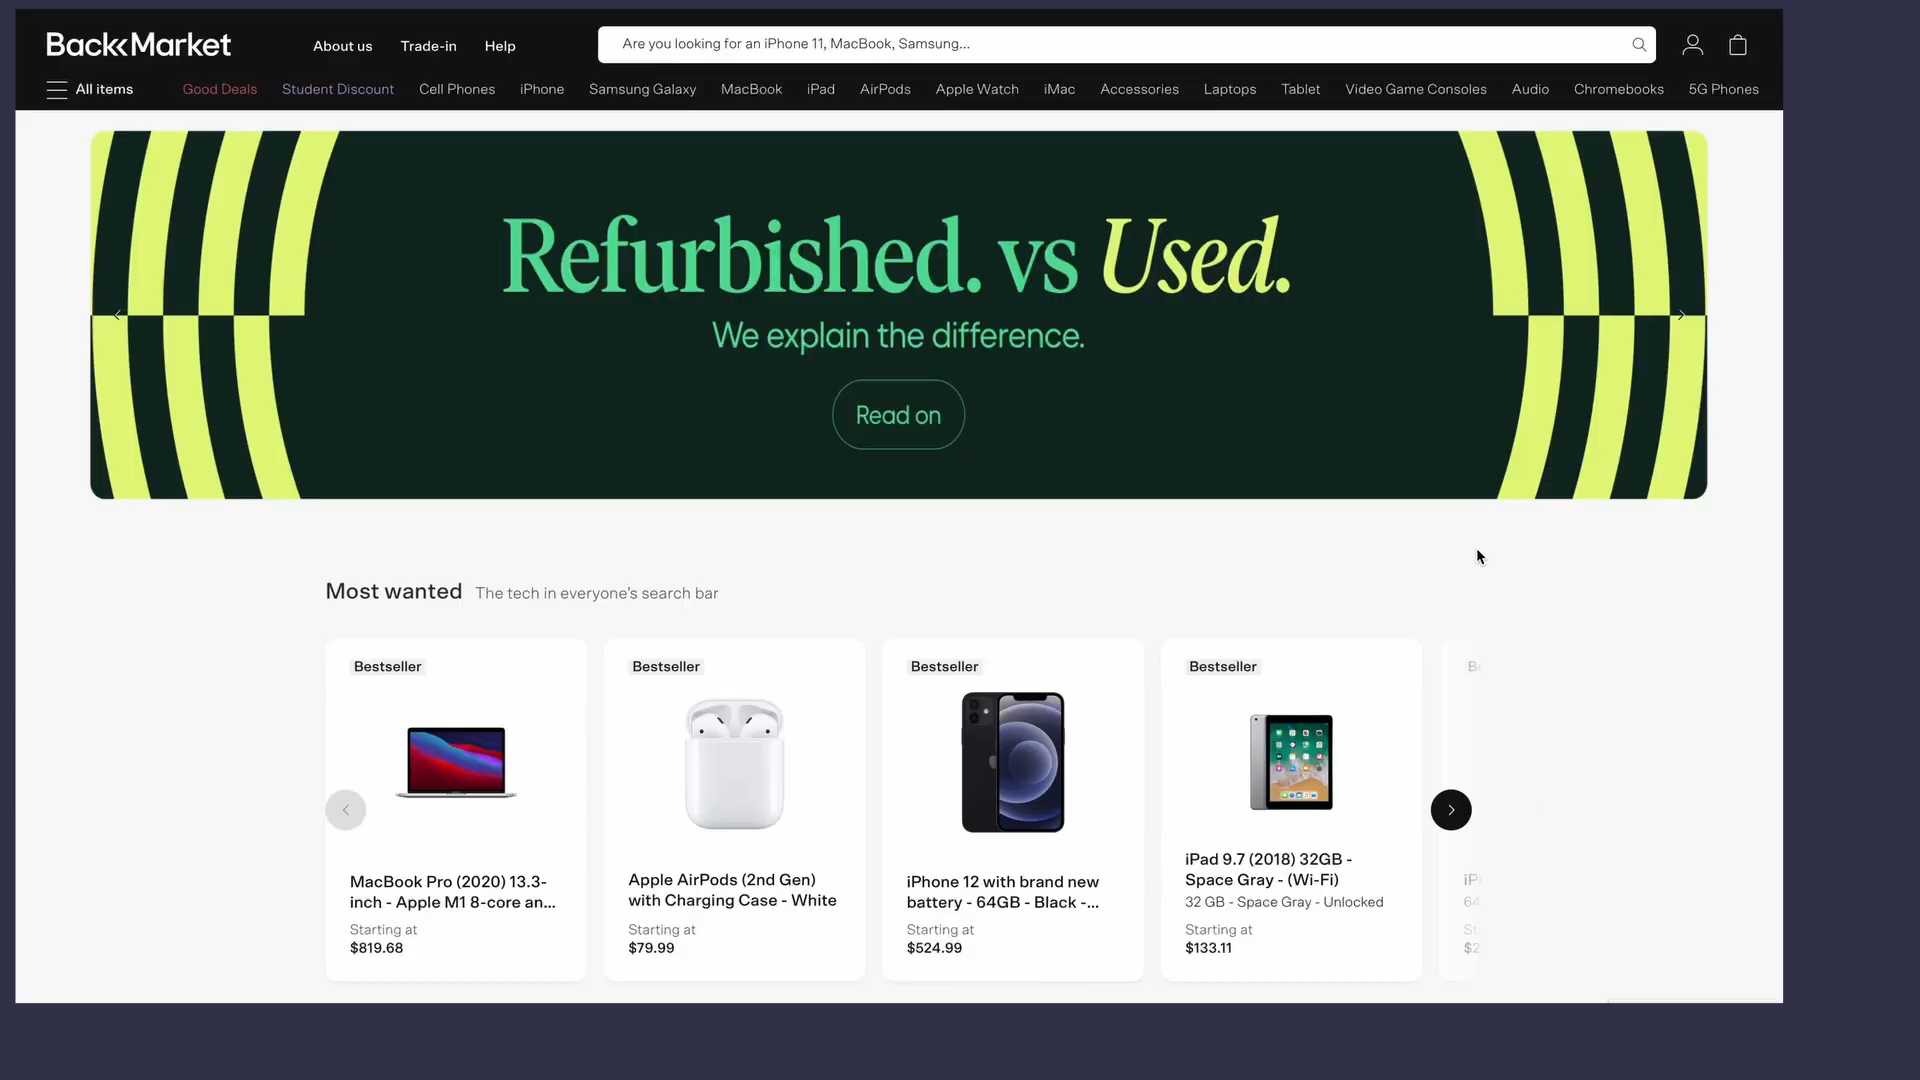 BackMarket
About us
Trade-in
Help
Are you looking for an iPhone 11, MacBook, Samsung...
All items
Good Deals
Student Discount
Cell Phones
iPhone
Samsung Galaxy
MacBook
iPad
AirPods
Apple Watch
iMac
Accessories
Laptops
Tablet
Video Game Consoles
Audio
Chromebooks
5G Phones
Refurbished. vs Used.
We explain the difference.
Read on
Most wanted
The tech in everyone's search bar
Bestseller
MacBook Pro (2020) 13.3-
inch - Apple M1 8-core an...
Starting at
$819.68
Bestseller
Apple AirPods (2nd Gen)
with Charging Case - White
Starting at
$79.99
Bestseller
iPhone 12 with brand new
battery - 64GB - Black -...
Starting at
$524.99
Bestseller
iPad 9.7 (2018) 32GB -
Space Gray - (Wi-Fi)
32 GB - Space Gray - Unlocked
Starting at
$133.11